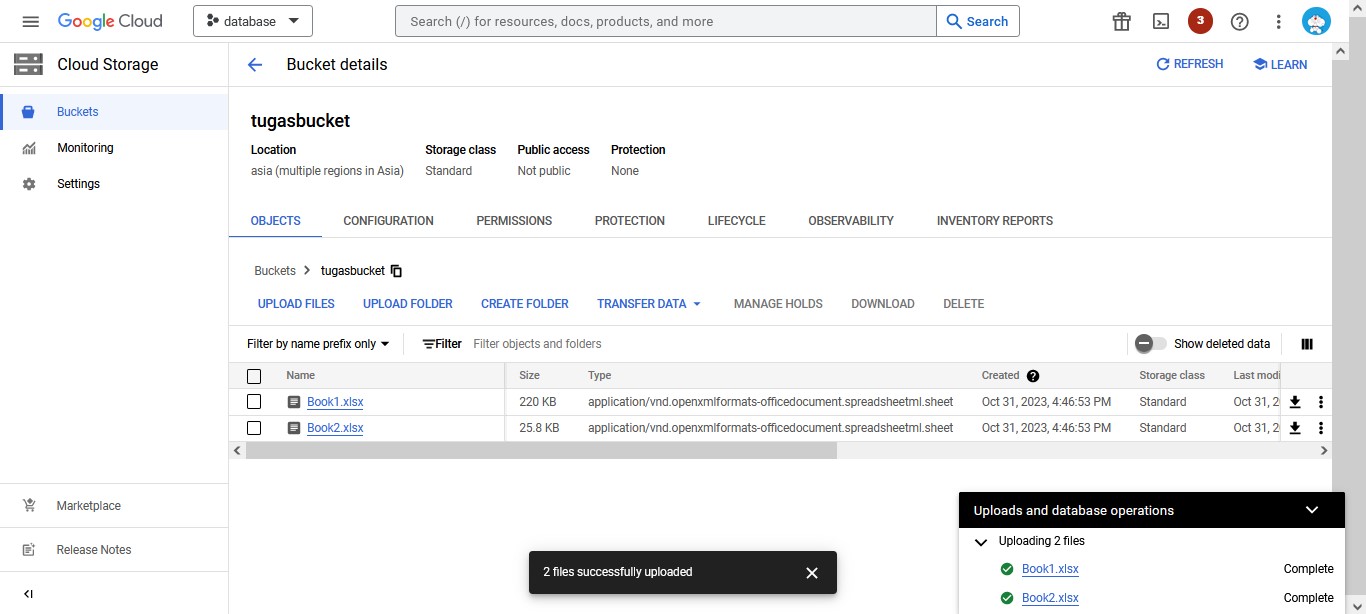 Google Cloud
database
Search (/) for resources, docs, products, and more
Search
3
Cloud Storage
Bucket details
REFRESH
LEARN
Buckets
Monitoring
Settings
tugasbucket
Location Storage class Public access Protection
asia (multiple regions in Asia) Standard Not public None
OBJECTS CONFIGURATION PERMISSIONS PROTECTION LIFECYCLE OBSERVABILITY INVENTORY REPORTS
Buckets > tugasbucket
UPLOAD FILES UPLOAD FOLDER CREATE FOLDER TRANSFER DATA MANAGE HOLDS DOWNLOAD DELETE
Filter by name prefix only Filter Filter objects and folders Show deleted data
Name Size Type Created Storage class Last modi
Book1.xlsx 220 KB application/vnd.openxmlformats-officedocument.spreadsheetml.sheet Oct 31, 2023, 4:46:53 PM Standard Oct 31, 2
Book2.xlsx 25.8 KB application/vnd.openxmlformats-officedocument.spreadsheetml.sheet Oct 31, 2023, 4:46:53 PM Standard Oct 31, 2
Marketplace
Release Notes
2 files successfully uploaded
Uploads and database operations
Uploading 2 files
Book1.xlsx Complete
Book2.xlsx Complete